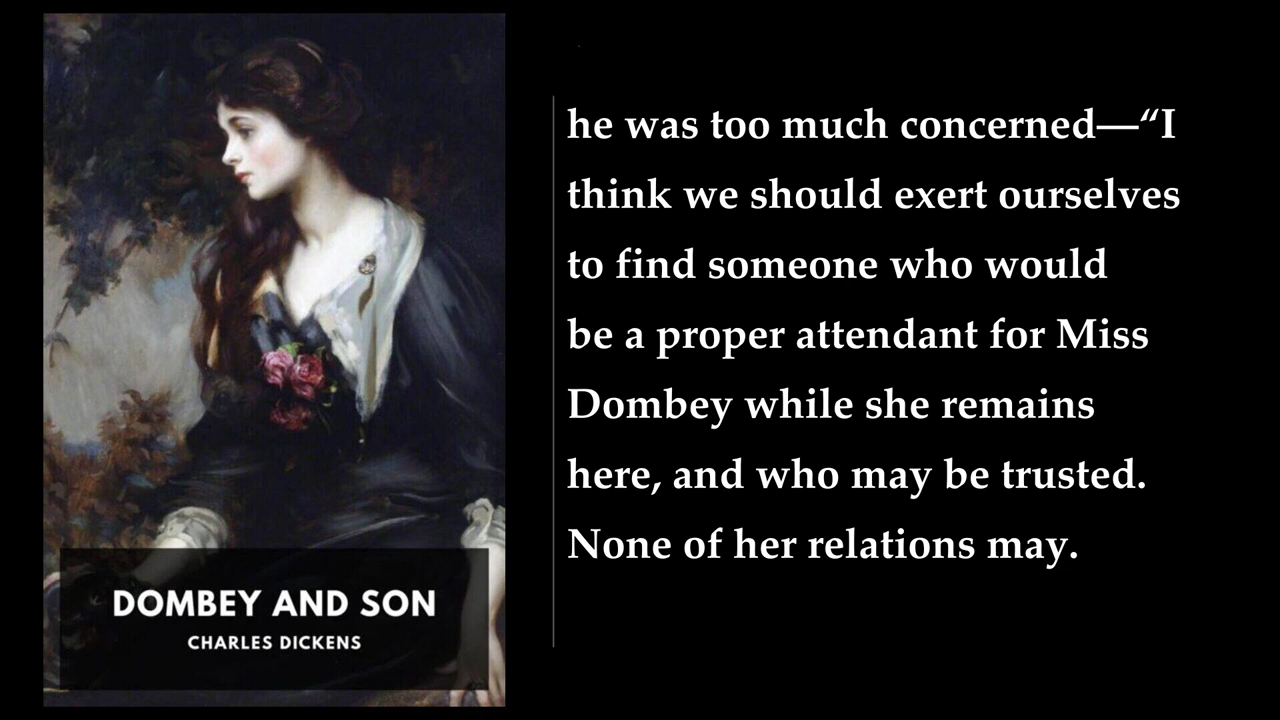 he was too much concerned—“I
think we should exert ourselves
to find someone who would
be a proper attendant for Miss
Dombey while she remains
here, and who may be trusted.
None of her relations may.
DOMBEY AND SON
CHARLES DICKENS